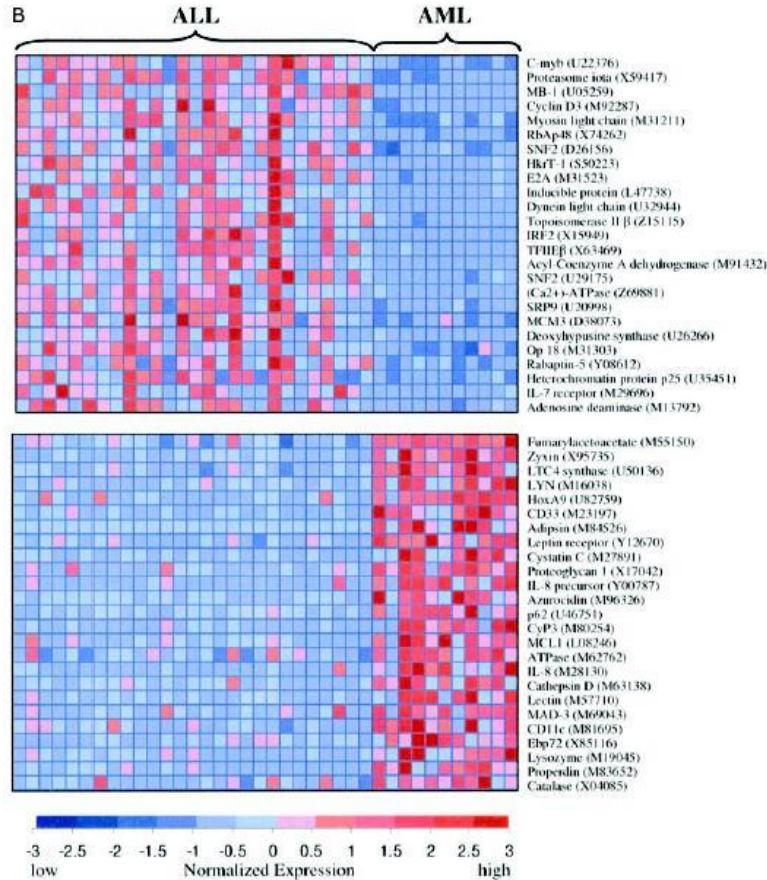 B
ALL AML
C-myb (U22376)
Proteasome iota (X59417)
MB-1 (U05259)
Cyclin D3 (M92287)
Myosin light chain (M31211)
RbAp48 (X74262)
SNF2 (D26156)
HkrT-1 (S50223)
E2A (M31523)
Inducible protein (L47738)
Dynein light chain (U32944)
Topoisomerase II β (Z15115)
IRF2 (X15949)
TFIIEβ (X63469)
Acyl-Coenzyme A dehydrogenase (M91432)
SNF2 (U29175)
(Ca2+)-ATPase (Z69881)
SRP9 (U20998)
MCM3 (D38073)
Deoxyhypusine synthase (U26266)
Op 18 (M31303)
Rabaptin-5 (Y08612)
Heterochromatin protein p25 (U35451)
IL-7 receptor (M29696)
Adenosine deaminase (M13792)
Fumarylacetoacetate (M55150)
Zyxin (X95735)
LTC4 synthase (U50136)
LYN (M16038)
HoxA9 (U82759)
CD33 (M23197)
Adipsin (M84526)
Leptin receptor (Y12670)
Cystatin C (M27891)
Proteoglycan 1 (X17042)
IL-8 precursor (Y00787)
Azurocidin (M96326)
p62 (U46751)
CyP3 (M80254)
MCL1 (L08246)
ATPase (M62762)
IL-8 (M28130)
Cathepsin D (M63138)
Lectin (M57710)
MAD-3 (M69043)
CD11c (M81695)
Ebp72 (X85116)
Lysozyme (M19045)
Properdin (M83652)
Catalase (X04085)
-3 -2.5 -2 -1.5 -1 -0.5 0 0.5 1 1.5 2 2.5 3
low Normalized Expression high